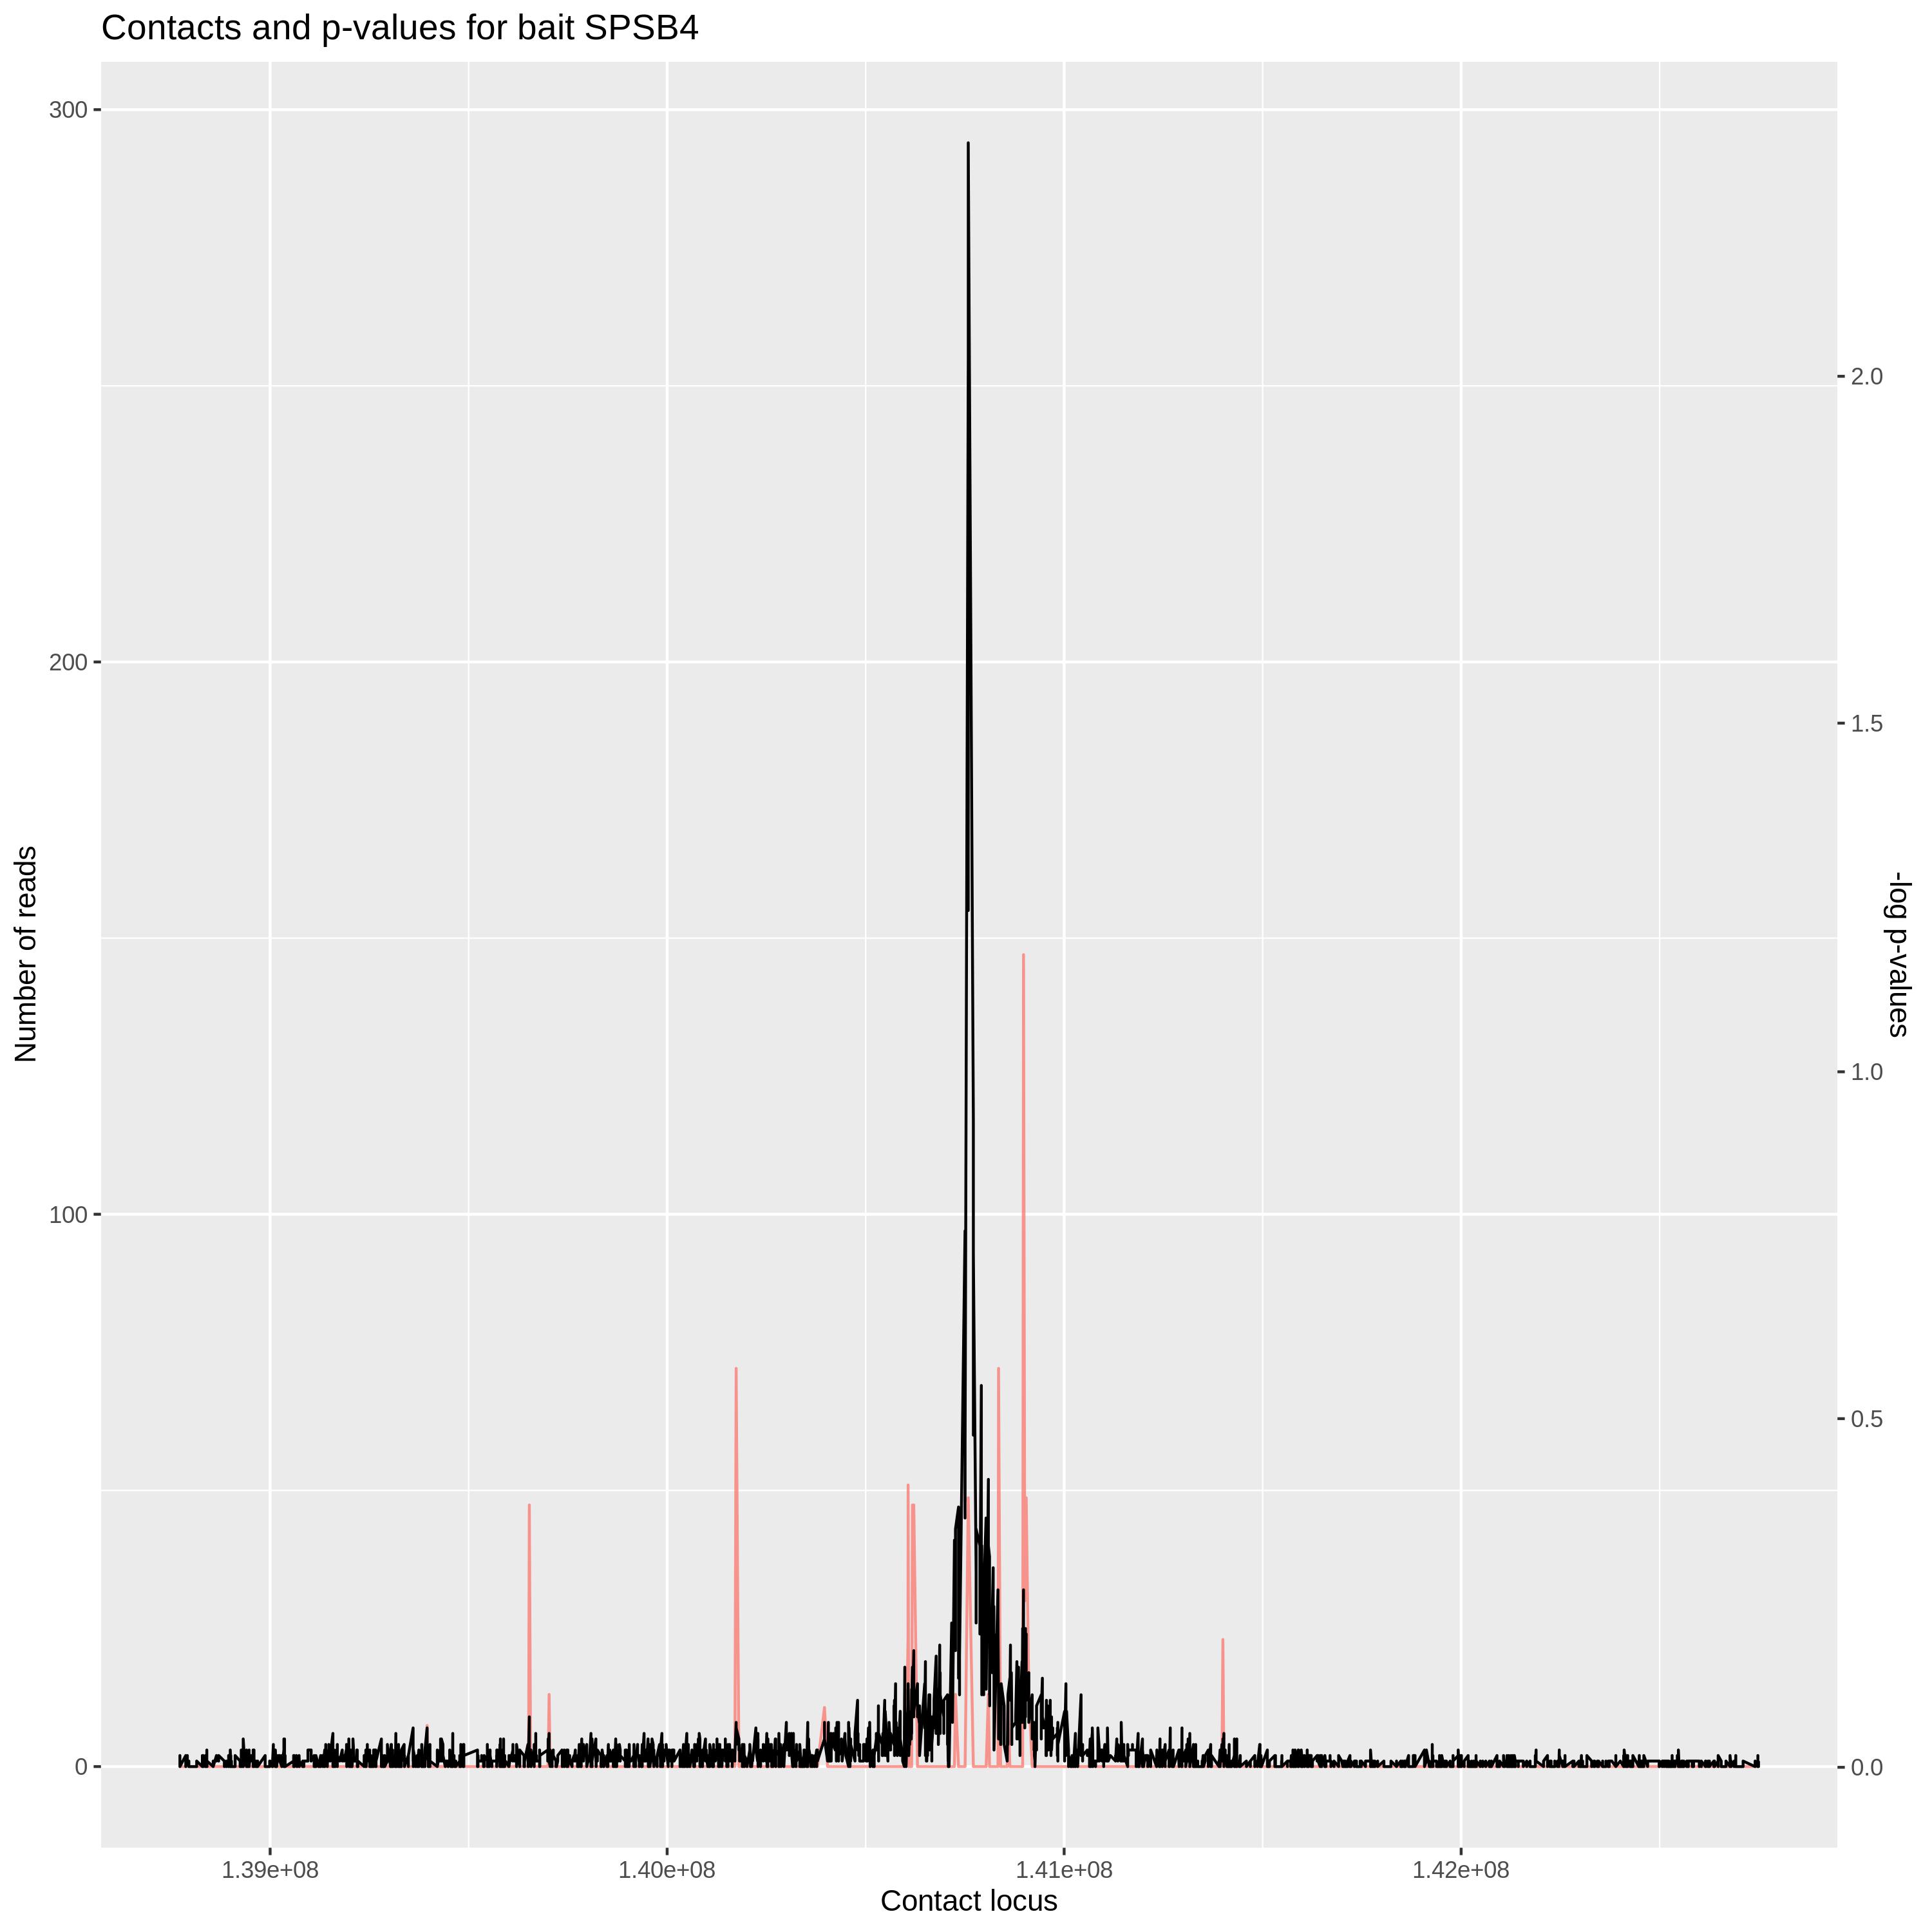 Contacts and p-values for bait SPSB4
300
200
100
0
Number of reads
2.0
1.5
1.0
0.5
0.0
-log p-values
1.39e+08
1.40e+08
1.41e+08
1.42e+08
Contact locus